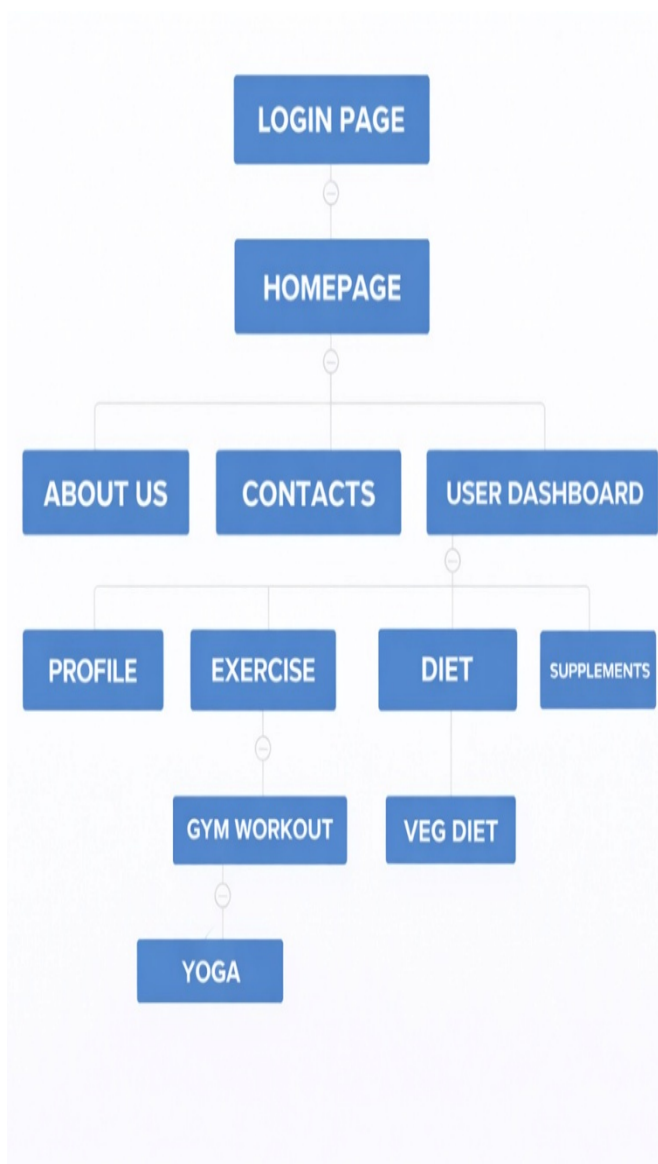 LOGIN PAGE
HOMEPAGE
ABOUT US
CONTACTS
USER DASHBOARD
PROFILE
EXERCISE
DIET
SUPPLEMENTS
GYM WORKOUT
VEG DIET
YOGA